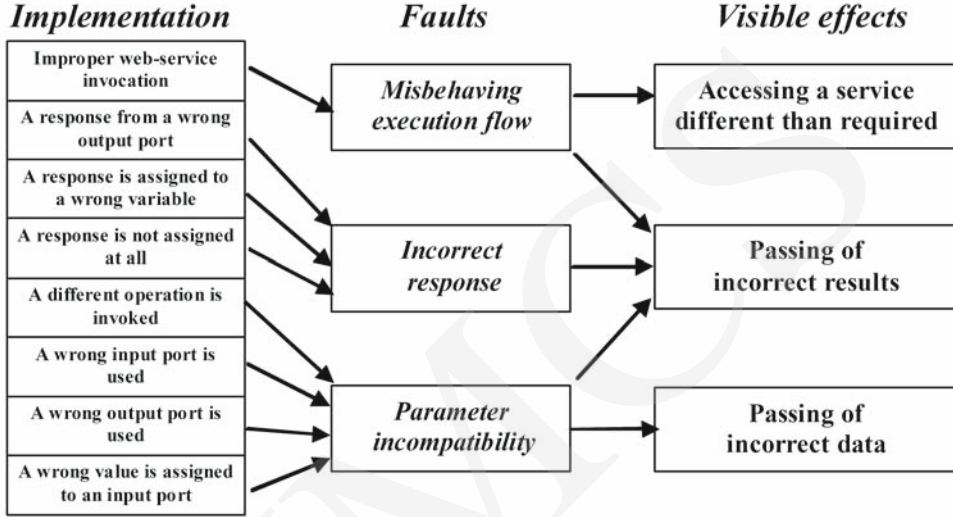 Implementation
Faults
Visible effects
Improper web-service
invocation
A response from a wrong
output port
A response is assigned to
a wrong variable
A response is not assigned
at all
A different operation is
invoked
A wrong input port is
used
A wrong output port is
used
A wrong value is assigned
to an input port
Misbehaving
execution flow
Incorrect
response
Parameter
incompatibility
Accessing a service
different than required
Passing of
incorrect results
Passing of
incorrect data